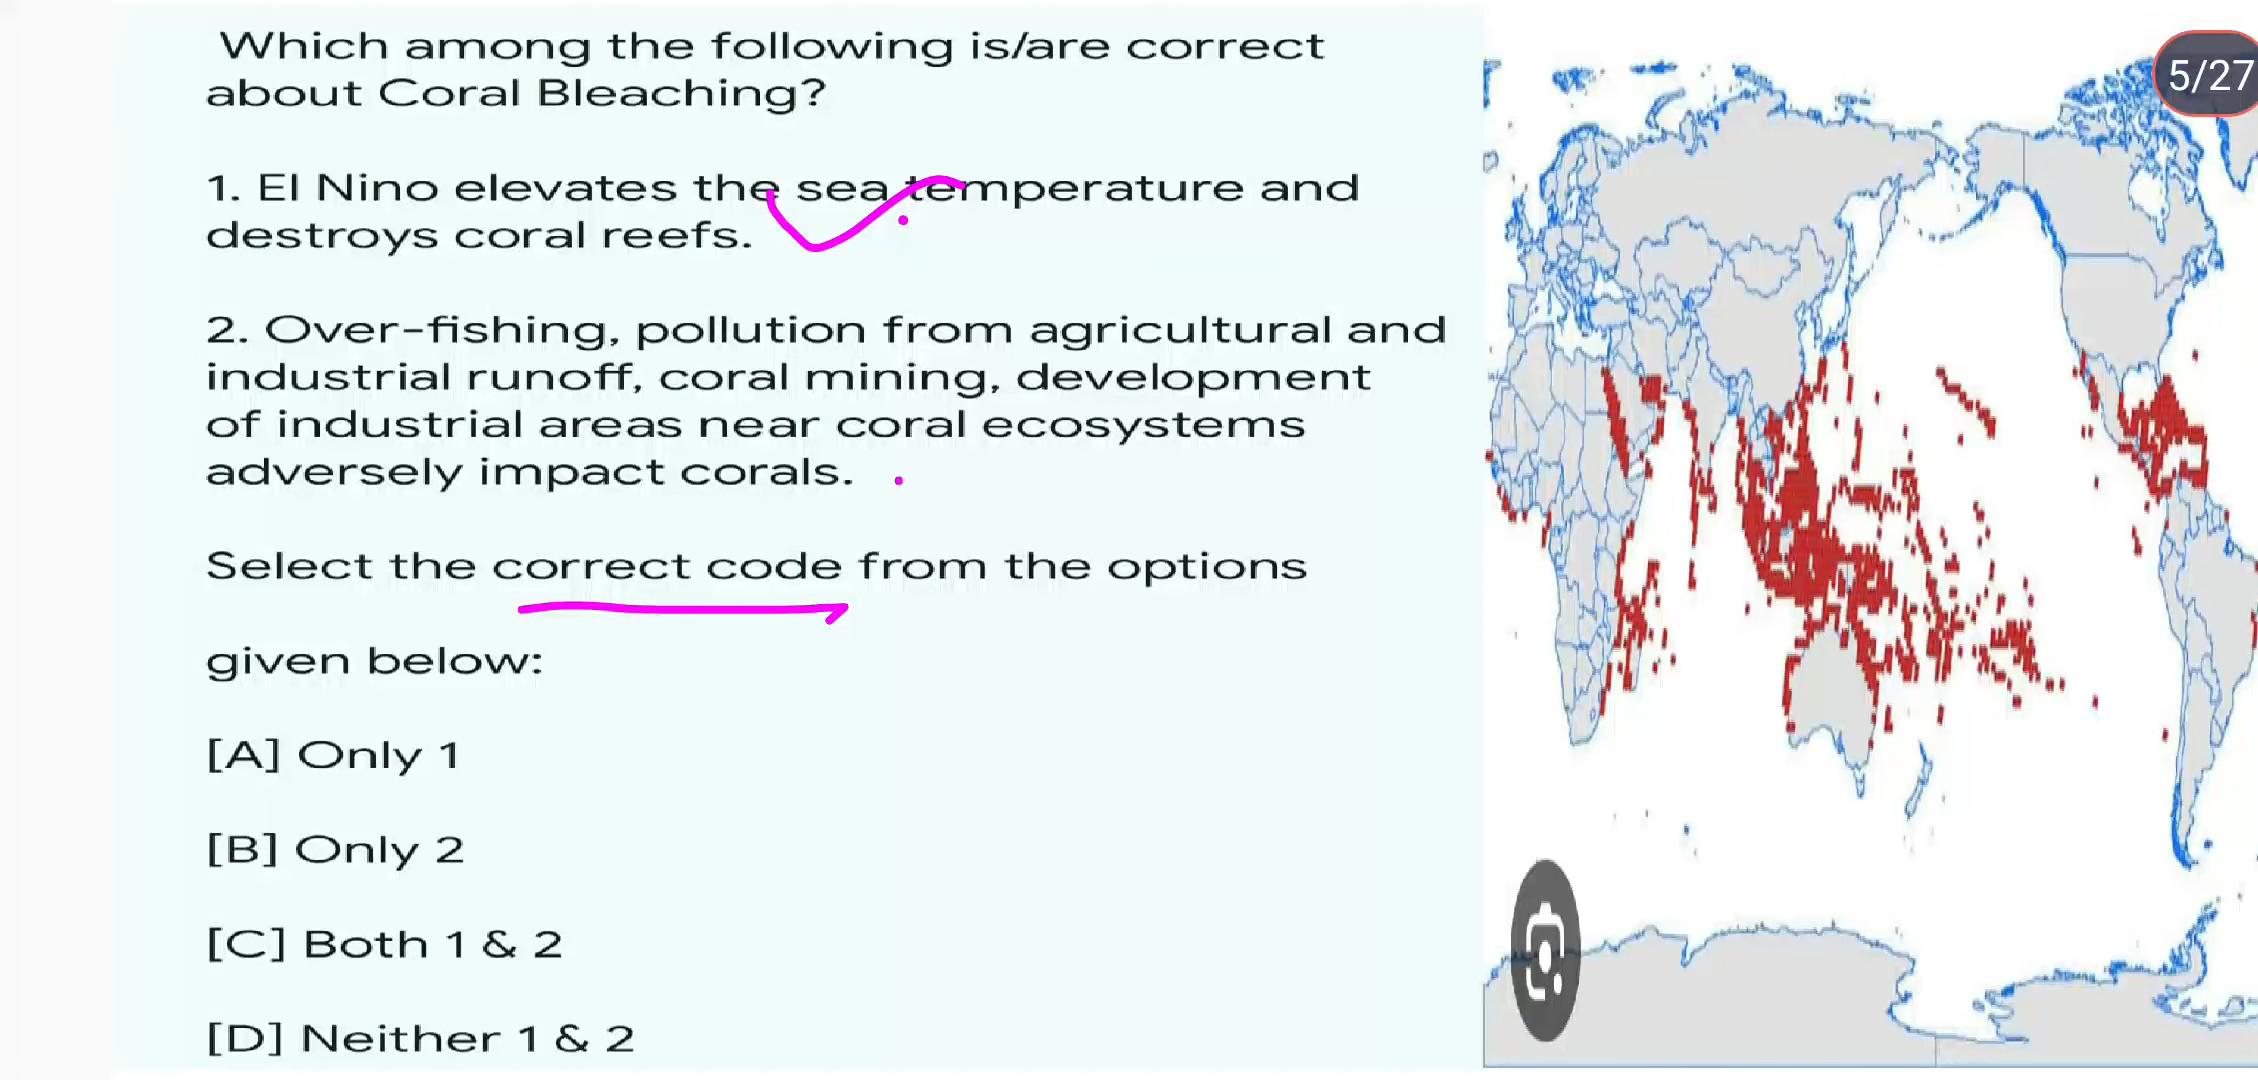 Which among the following is/are correct
about Coral Bleaching?
1. El Nino elevates the sea temperature and
destroys coral reefs.
2. Over-fishing, pollution from agricultural and
industrial runoff, coral mining, development
of industrial areas near coral ecosystems
adversely impact corals.
Select the correct code from the options
given below:
[A] Only 1
[B] Only 2
[C] Both 1 & 2
[D] Neither 1 & 2
5/27